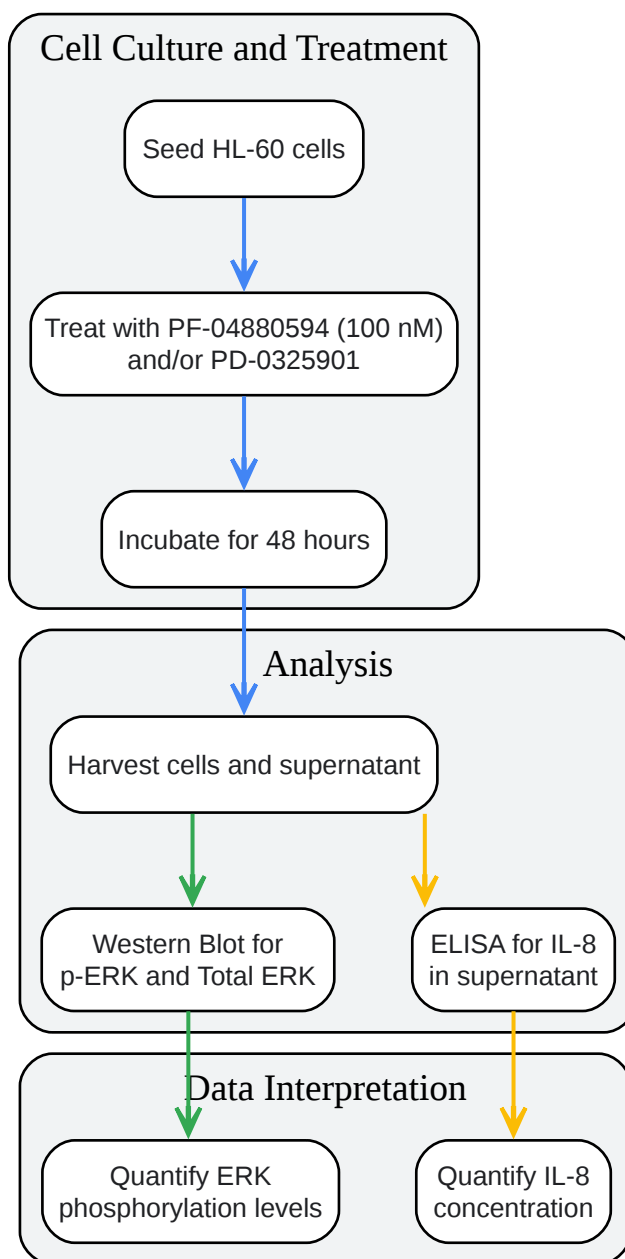 Cell Culture and Treatment
Seed HL-60 cells
Treat with PF-04880594 (100 nM)
and/or PD-0325901
Incubate for 48 hours
Analysis
Harvest cells and supernatant
Western Blot for
p-ERK and Total ERK
ELISA for IL-8
in supernatant
Data Interpretation
Quantify ERK
phosphorylation levels
Quantify IL-8
concentration